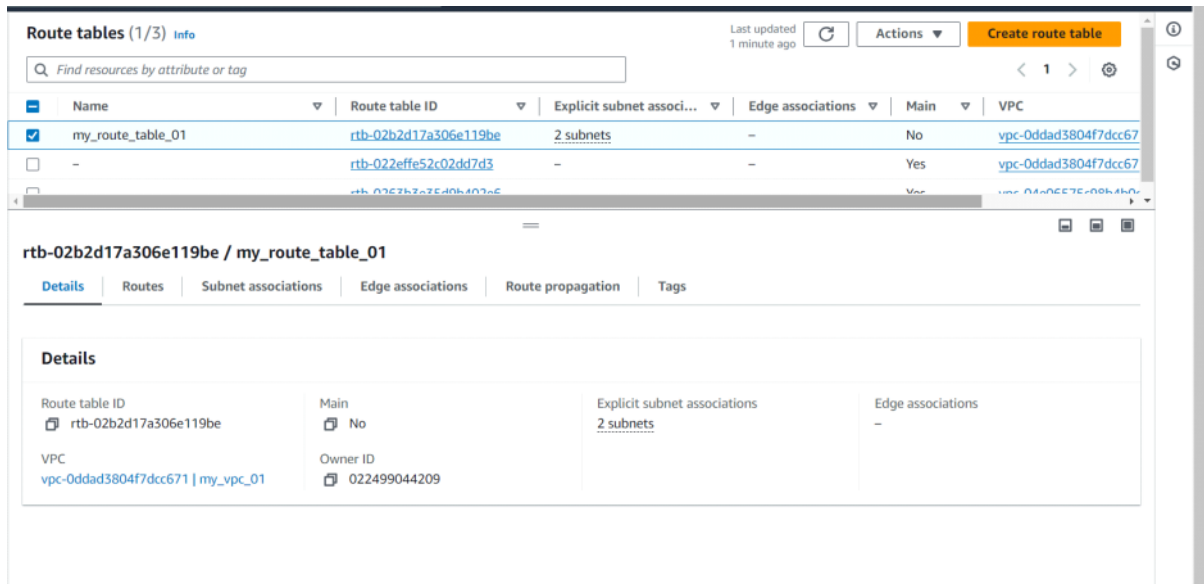 Route tables (1/3) Info
Last updated
1 minute ago
Actions
Create route table
Find resources by attribute or tag
1
Name Route table ID Explicit subnet associ... Edge associations Main VPC
my_route_table_01 rtb-02b2d17a306e119be 2 subnets – No vpc-0ddad3804f7dcc67
– rtb-022effe52c02dd7d3 – – Yes vpc-0ddad3804f7dcc67
rtb-02b2d17a306e119be / my_route_table_01
Details Routes Subnet associations Edge associations Route propagation Tags
Details
Route table ID Main Explicit subnet associations Edge associations
rtb-02b2d17a306e119be No 2 subnets –
VPC Owner ID
vpc-0ddad3804f7dcc671 | my_vpc_01 022499044209